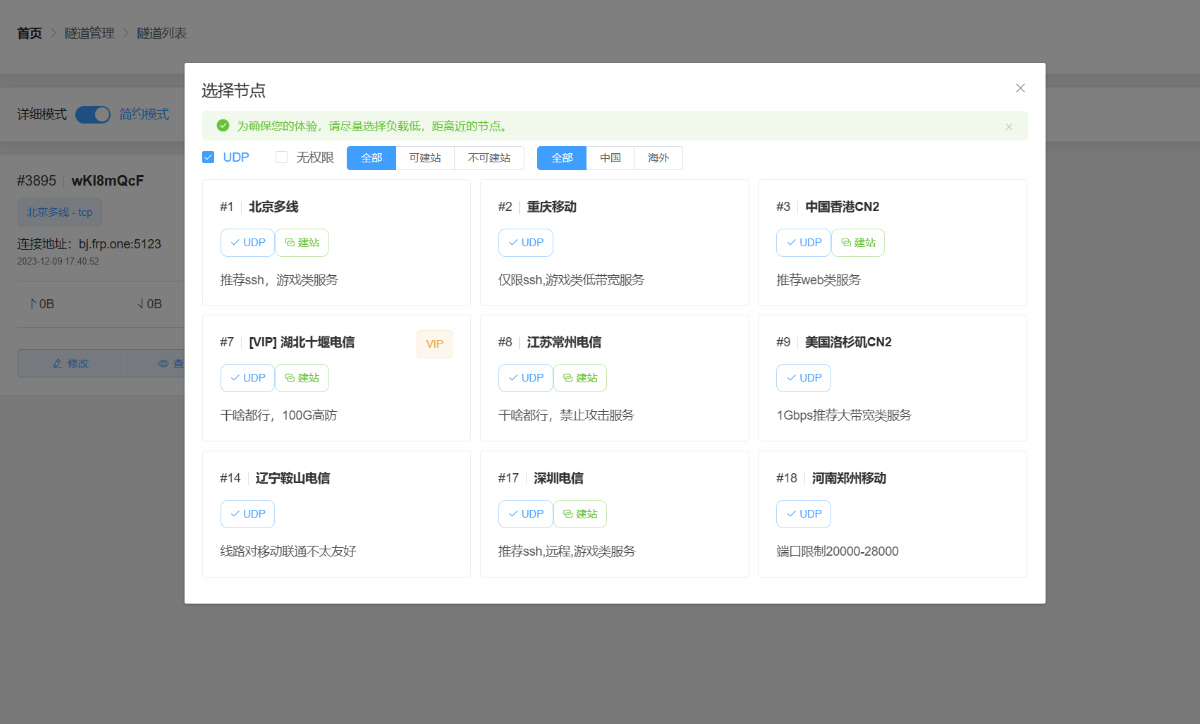 首页 隧道管理 隧道列表
详细模式 简约模式
#3895 wKI8mQcF
北京多线 - tcp
连接地址: bj.frp.one:5123
2023-12-09 17:40:52
0B 0B
修改 查
选择节点
为确保您的体验，请尽量选择负载低，距离近的节点。
UDP 无权限 全部 可建站 不可建站 全部 中国 海外
#1 北京多线
UDP 建站
推荐ssh，游戏类服务
#2 重庆移动
UDP
仅限ssh,游戏类低带宽服务
#3 中国香港CN2
UDP 建站
推荐web类服务
#7 [VIP] 湖北十堰电信 VIP
UDP 建站
干啥都行，100G高防
#8 江苏常州电信
UDP 建站
干啥都行，禁止攻击服务
#9 美国洛杉矶CN2
UDP
1Gbps推荐大带宽类服务
#14 辽宁鞍山电信
UDP
线路对移动联通不太友好
#17 深圳电信
UDP 建站
推荐ssh,远程,游戏类服务
#18 河南郑州移动
UDP
端口限制20000-28000